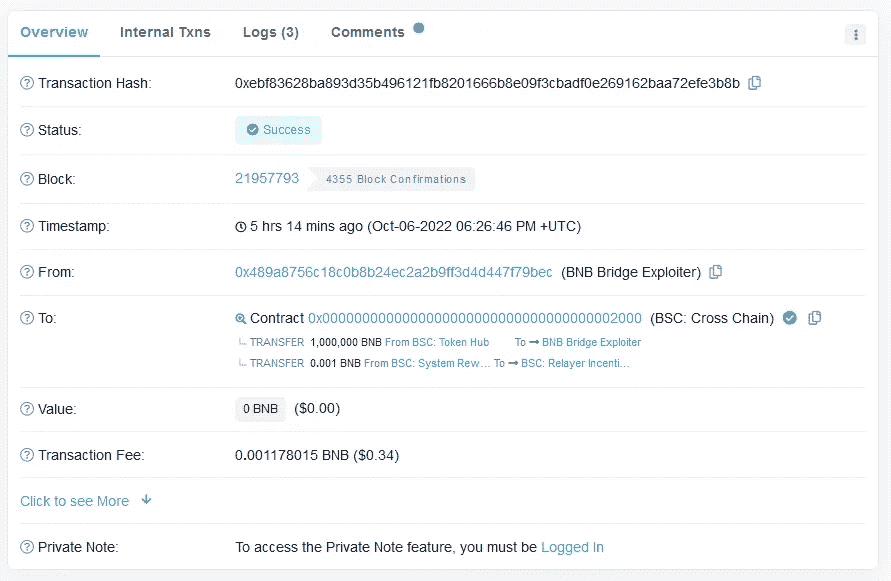 Overview Internal Txns Logs (3) Comments
Transaction Hash: 0xebf83628ba893d35b496121fb8201666b8e09f3cbadf0e269162baa72efe3b8b
Status: Success
Block: 21957793 4355 Block Confirmations
Timestamp: 5 hrs 14 mins ago (Oct-06-2022 06:26:46 PM +UTC)
From: 0x489a8756c18c0b8b24ec2a2b9ff3d4d447f79bec (BNB Bridge Exploiter)
To: Contract 0x0000000000000000000000000000000000002000 (BSC: Cross Chain)
TRANSFER 1,000,000 BNB From BSC: Token Hub To → BNB Bridge Exploiter
TRANSFER 0.001 BNB From BSC: System Rew... To → BSC: Relayer Incenti...
Value: 0 BNB ($0.00)
Transaction Fee: 0.001178015 BNB ($0.34)
Click to see More
Private Note: To access the Private Note feature, you must be Logged In